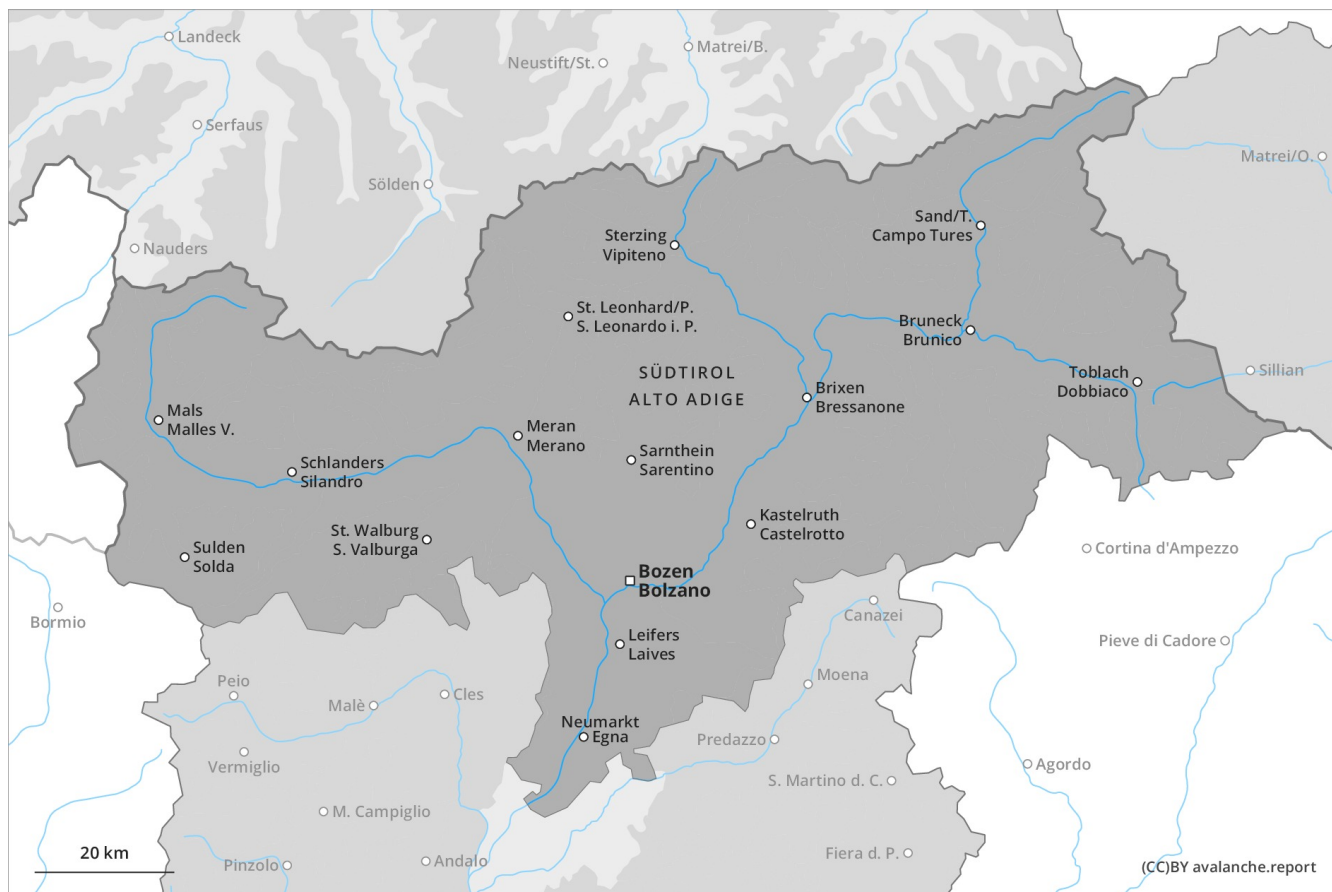 Landeck
Matrei/B.
Neustift/St.
Serfaus
Matrei/O.
Sölden
Nauders
Sand/T.
Campo Tures
Sterzing
Vipiteno
St. Leonhard/P.
S. Leonardo i. P.
Bruneck
Brunico
SÜDTIROL
ALTO ADIGE
Toblach
Dobbiaco
Sillian
Brixen
Bressanone
Mals
Malles V.
Meran
Merano
Sarnthein
Sarentino
Schlanders
Silandro
Kastelruth
Castelrotto
St. Walburg
S. Valburga
Sulden
Solda
Cortina d'Ampezzo
Bozen
Bolzano
Bormio
Canazei
Leifers
Laives
Pieve di Cadore
Moena
Peio
Malè
Cles
Neumarkt
Egna
Predazzo
Vermiglio
Agordo
S. Martino d. C.
M. Campiglio
20 km
Pinzolo
Andalo
Fiera d. P.
(CC)BY avalanche.report